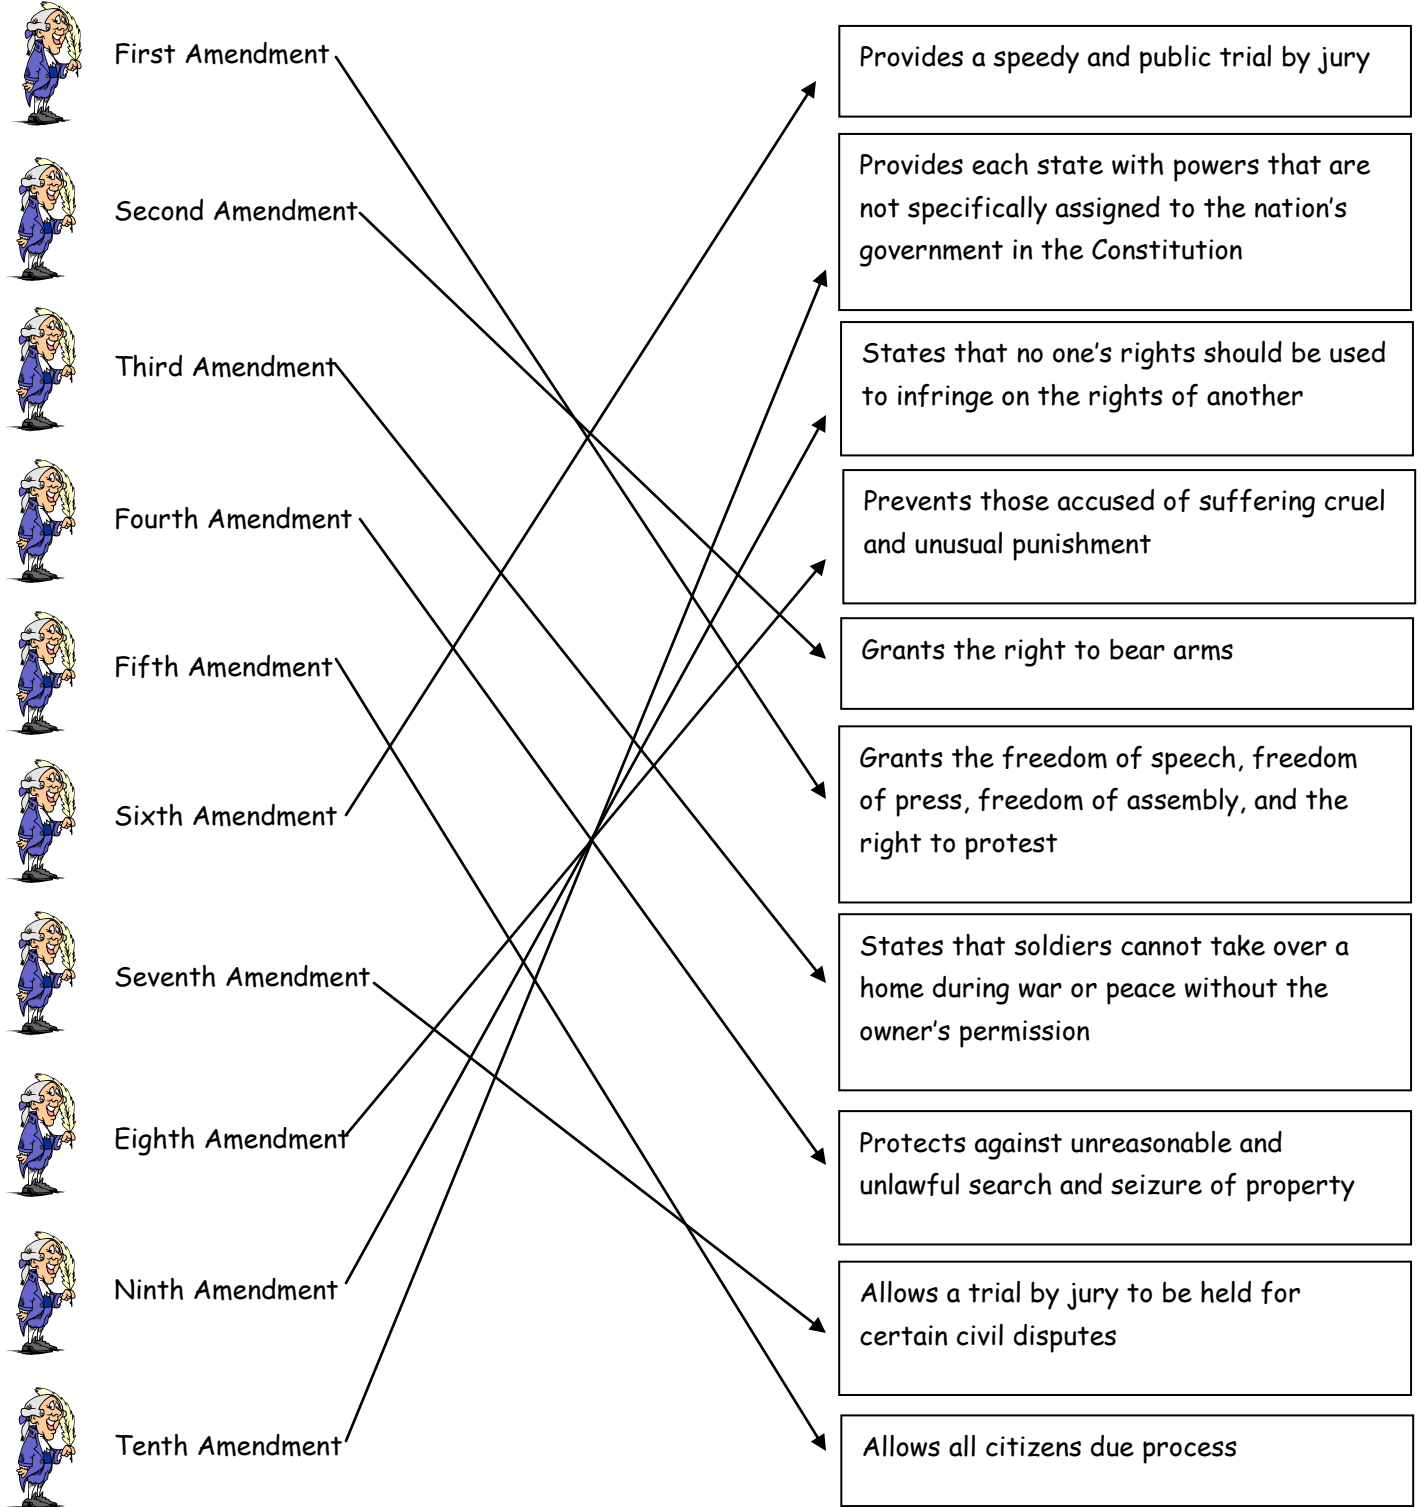 First Amendment
Second Amendment
Third Amendment
Fourth Amendment
Fifth Amendment
Sixth Amendment
Seventh Amendment
Eighth Amendment
Ninth Amendment
Tenth Amendment
Provides a speedy and public trial by jury
Provides each state with powers that are
not specifically assigned to the nation’s
government in the Constitution
States that no one’s rights should be used
to infringe on the rights of another
Prevents those accused of suffering cruel
and unusual punishment
Grants the right to bear arms
Grants the freedom of speech, freedom
of press, freedom of assembly, and the
right to protest
States that soldiers cannot take over a
home during war or peace without the
owner’s permission
Protects against unreasonable and
unlawful search and seizure of property
Allows a trial by jury to be held for
certain civil disputes
Allows all citizens due process